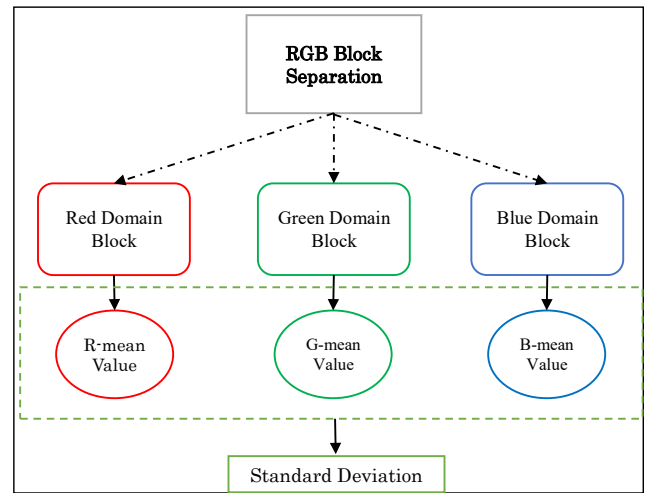 RGB Block
Separation
Red Domain
Block
Green Domain
Block
Blue Domain
Block
R-mean
Value
G-mean
Value
B-mean
Value
Standard Deviation